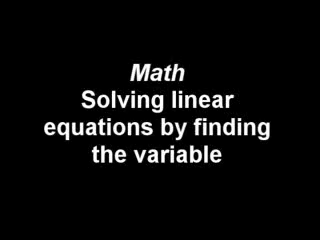 Math
Solving linear
equations by finding
the variable